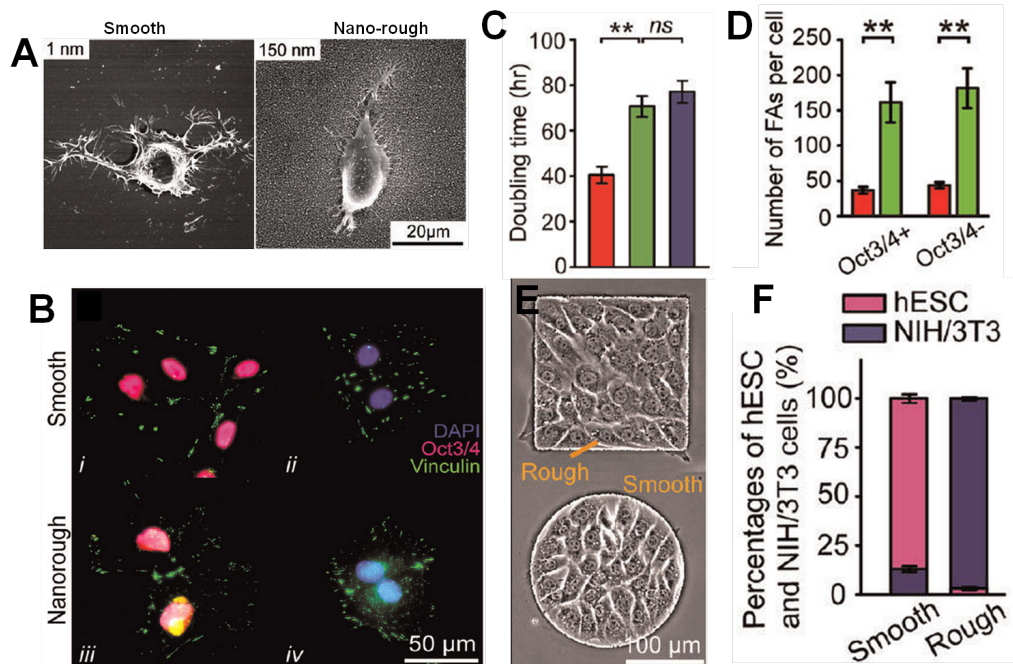 A
Smooth
Nano-rough
1 nm
150 nm
20µm
B
Smooth
Nanorough
i
ii
iii
iv
DAPI
Oct3/4
Vinculin
50 µm
C
Doubling time (hr)
100
80
60
40
20
0
** ns
D
Number of FAs per cell
250
200
150
100
50
0
** **
Oct3/4+
Oct3/4-
E
Rough
Smooth
100 µm
F
hESC
NIH/3T3
Percentages of hESC
and NIH/3T3 cells (%)
100
50
25
0
Smooth
Rough